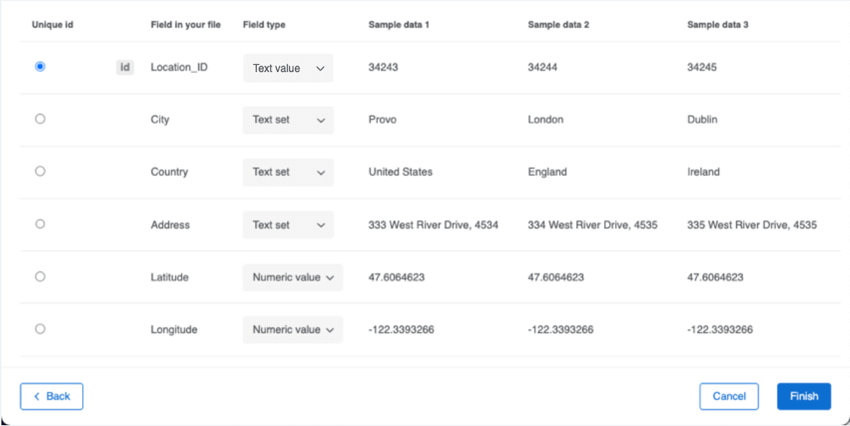 Unique id Field in your file Field type Sample data 1 Sample data 2 Sample data 3
id Location_ID Text value 34243 34244 34245
City Text set Provo London Dublin
Country Text set United States England Ireland
Address Text set 333 West River Drive, 4534 334 West River Drive, 4535 335 West River Drive, 4535
Latitude Numeric value 47.6064623 47.6064623 47.6064623
Longitude Numeric value -122.3393266 -122.3393266 -122.3393266
Back Cancel Finish